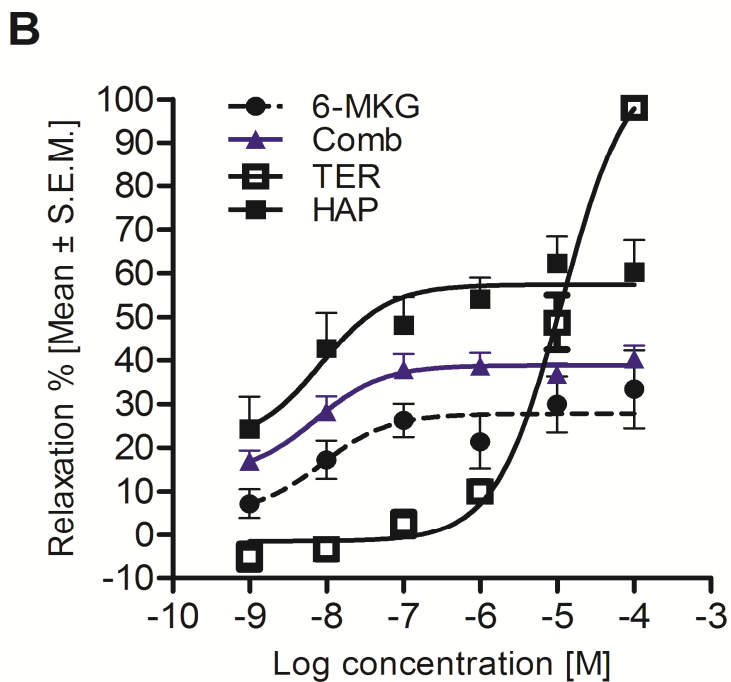 B
6-MKG
Comb
TER
HAP
Relaxation % [Mean ± S.E.M.]
100
90
80
70
60
50
40
30
20
10
0
-10
-10 -9 -8 -7 -6 -5 -4 -3
Log concentration [M]